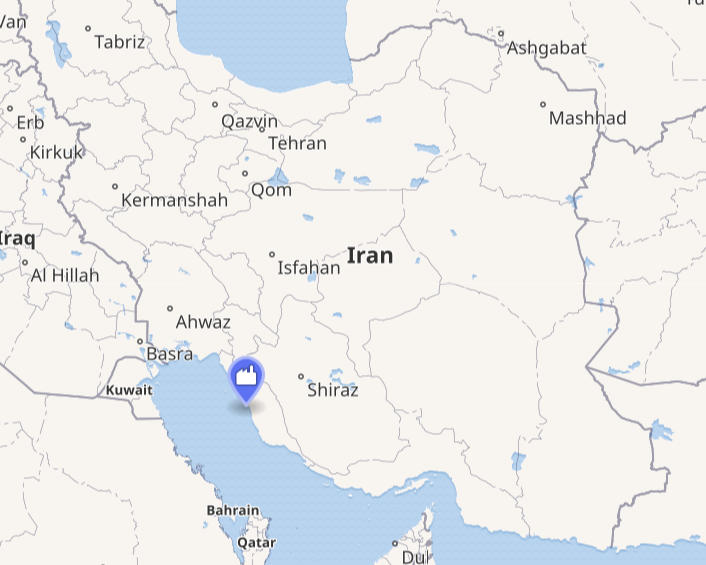 Van
Tabriz
Ashgabat
Mashhad
Erb
Kirkuk
Qazvin
Tehran
Qom
Kermanshah
Iraq
Al Hillah
Isfahan
Iran
Ahwaz
Basra
Kuwait
Shiraz
Bahrain
Qatar